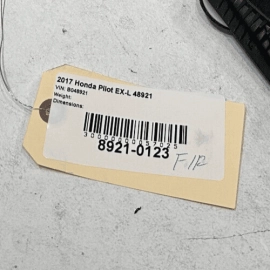 2017 Honda Pilot EX-L 48921
VIN: B048921
Weight:
Dimensions:
8921-0123
F/R